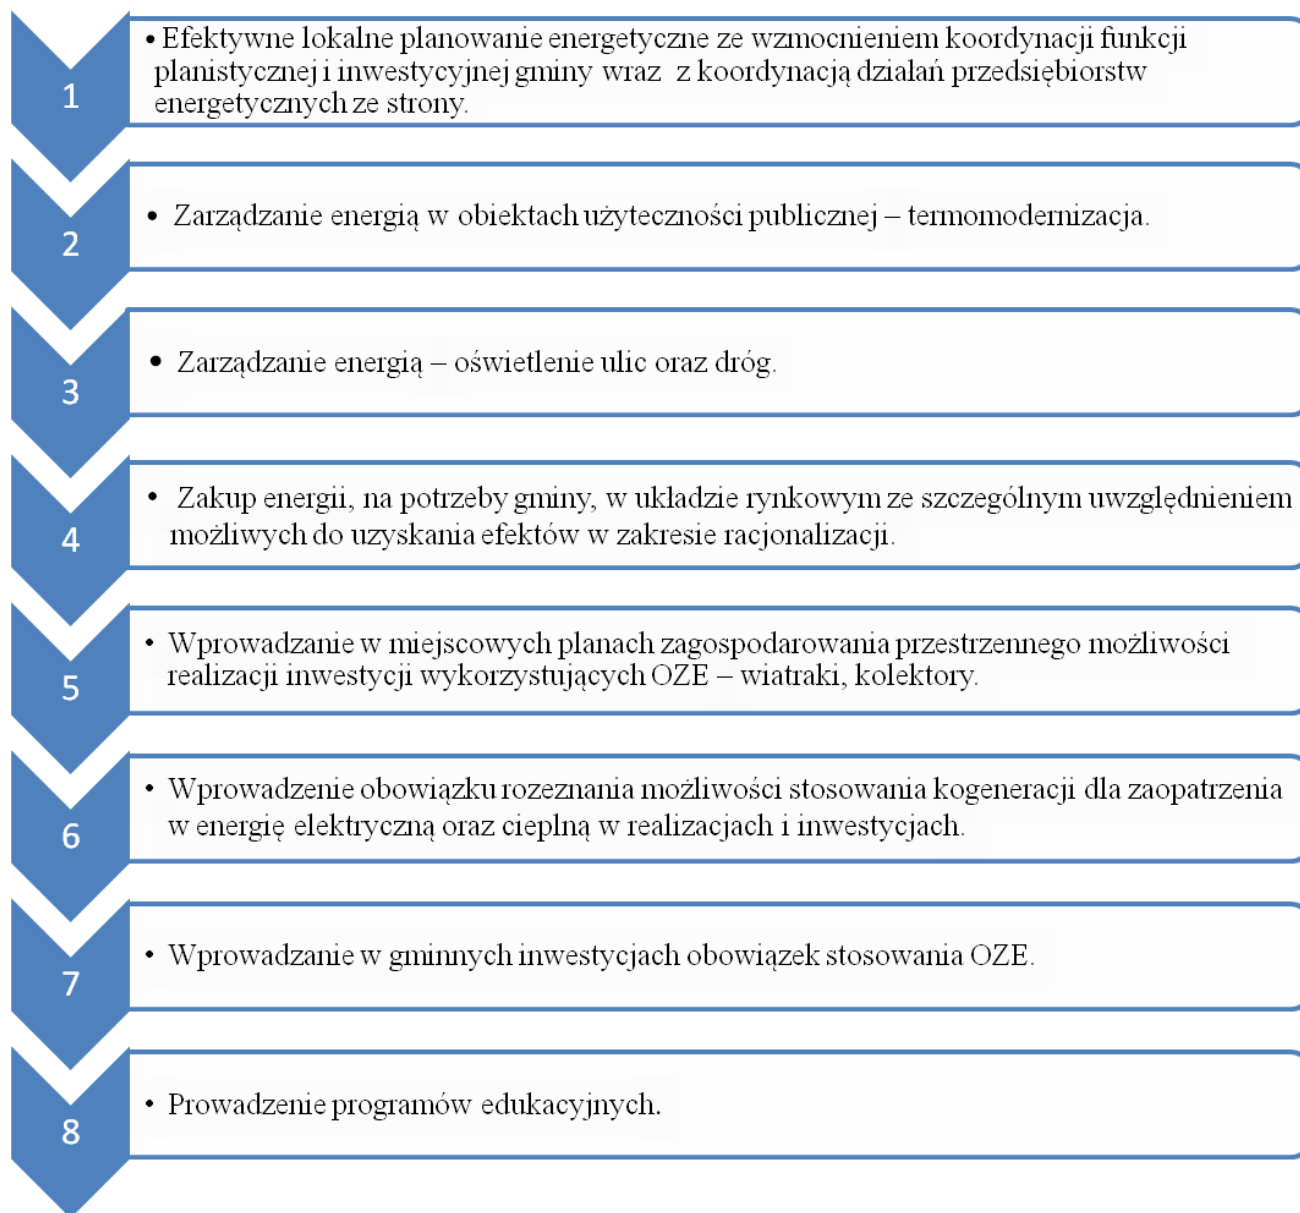 1
• Efektywne lokalne planowanie energetyczne ze wzmocnieniem koordynacji funkcji
planistycznej i inwestycyjnej gminy wraz z koordynacją działań przedsiębiorstw
energetycznych ze strony.
2
• Zarządzanie energią w obiektach użyteczności publicznej – termomodernizacja.
3
• Zarządzanie energią – oświetlenie ulic oraz dróg.
4
• Zakup energii, na potrzeby gminy, w układzie rynkowym ze szczególnym uwzględnieniem
możliwych do uzyskania efektów w zakresie racjonalizacji.
5
• Wprowadzanie w miejscowych planach zagospodarowania przestrzennego możliwości
realizacji inwestycji wykorzystujących OZE – wiatraki, kolektory.
6
• Wprowadzenie obowiązku rozeznania możliwości stosowania kogeneracji dla zaopatrzenia
w energię elektryczną oraz cieplną w realizacjach i inwestycjach.
7
• Wprowadzanie w gminnych inwestycjach obowiązek stosowania OZE.
8
• Prowadzenie programów edukacyjnych.